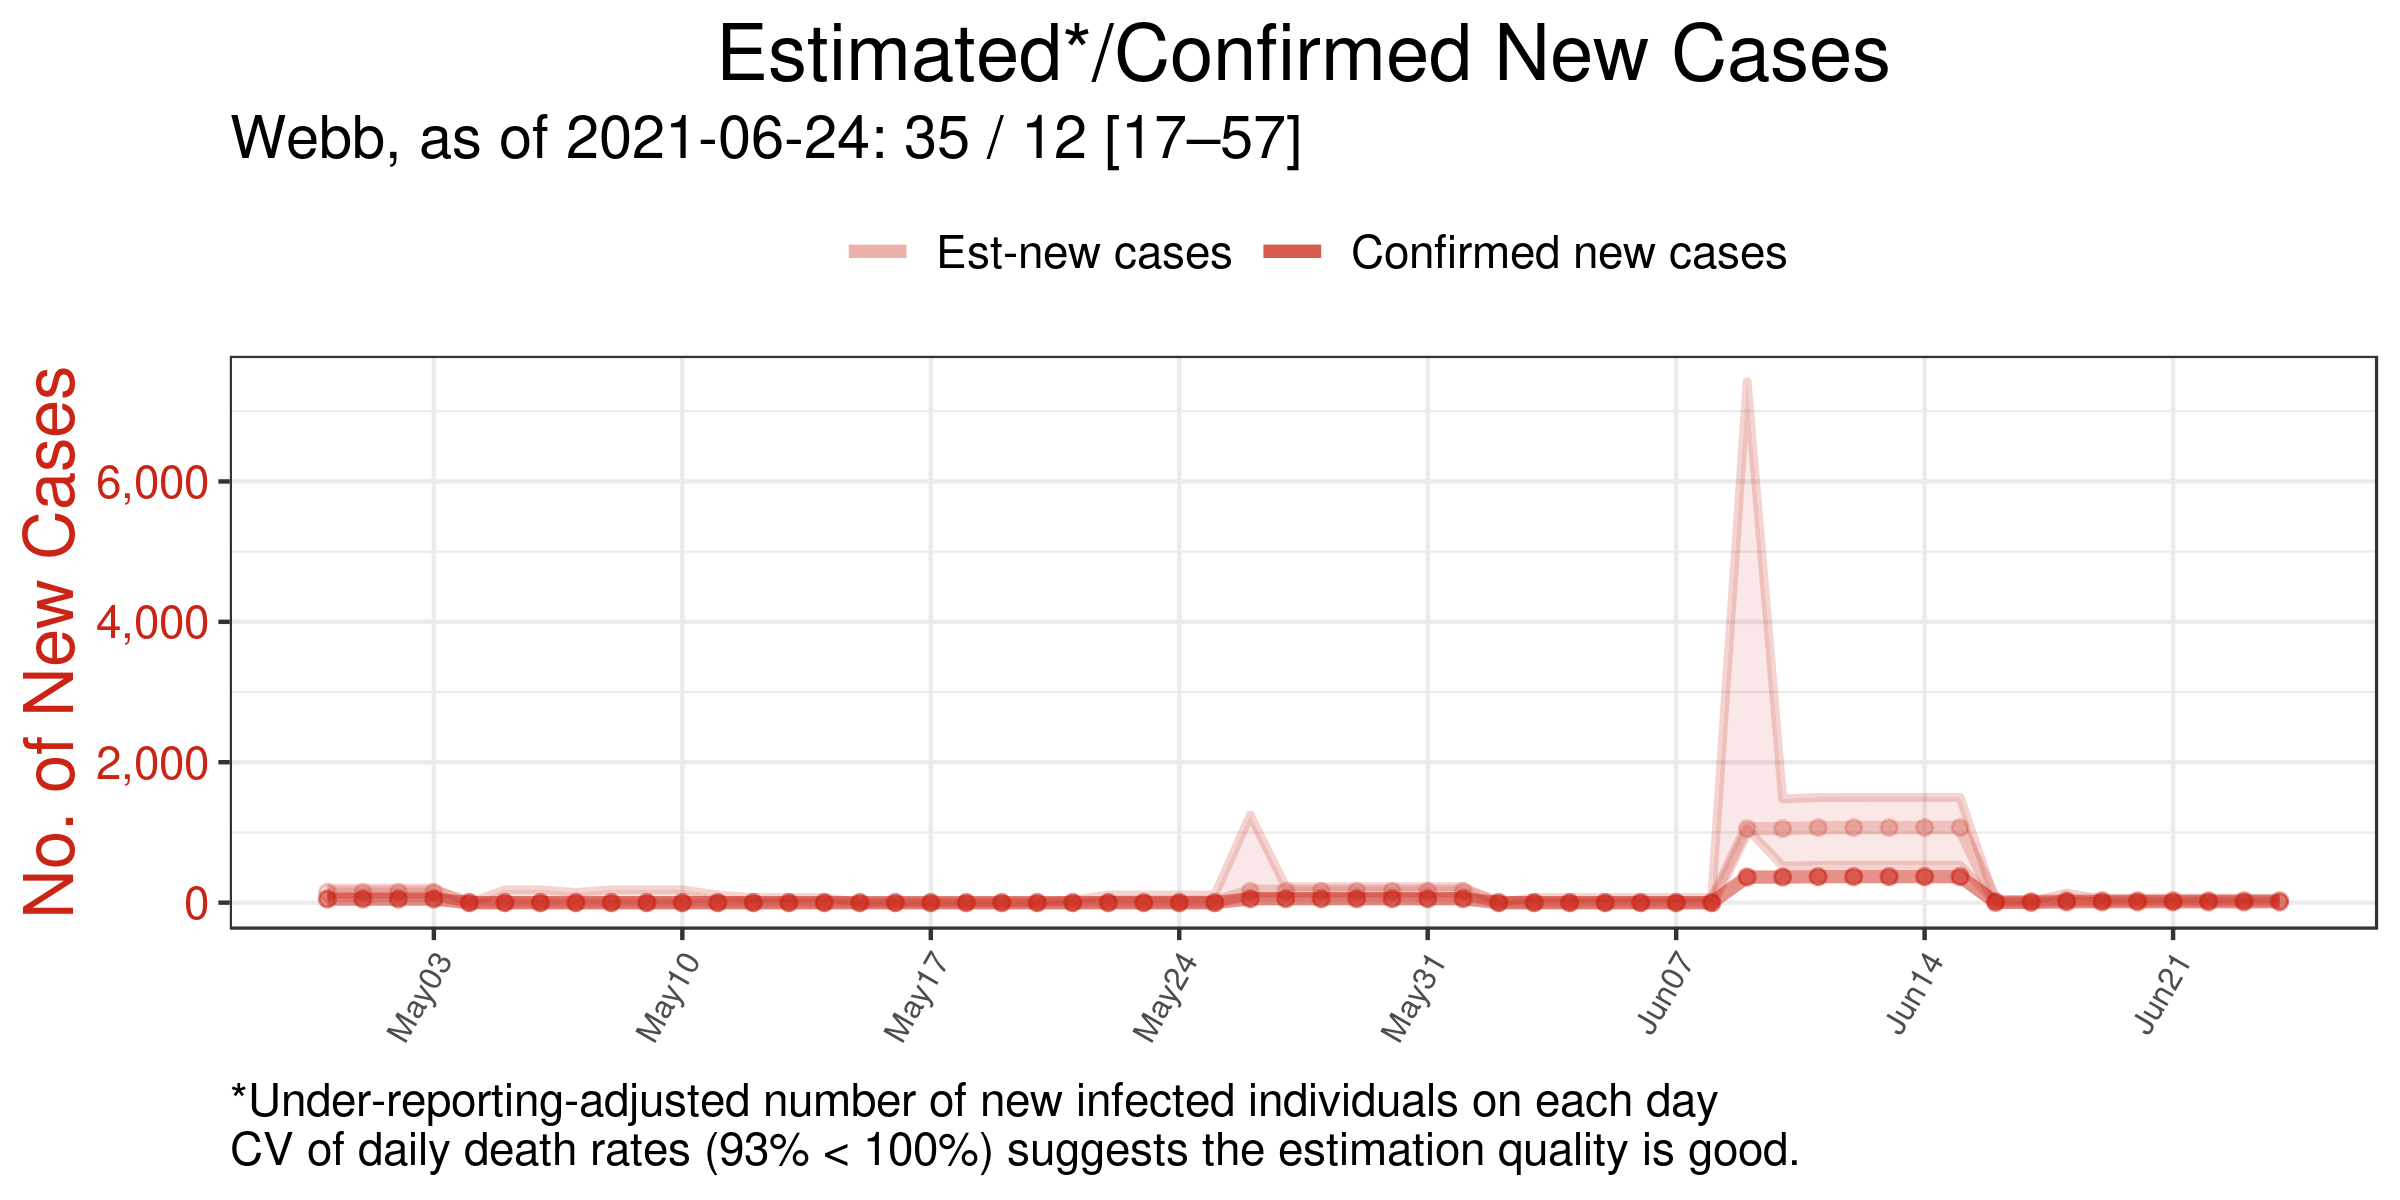 Estimated*/Confirmed New Cases
Webb, as of 2021-06-24: 35 / 12 [17–57]
Est-new cases Confirmed new cases
No. of New Cases
6,000
4,000
2,000
0
May03 May10 May17 May24 May31 Jun07 Jun14 Jun21
*Under-reporting-adjusted number of new infected individuals on each day
CV of daily death rates (93% < 100%) suggests the estimation quality is good.